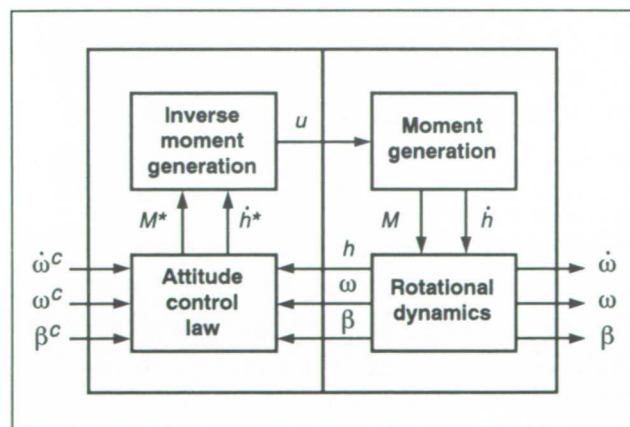 Inverse
moment
generation
u
Moment
generation
M*
ḣ*
M
ḣ
ω̇ᶜ
ωᶜ
βᶜ
Attitude
control
law
h
ω
β
Rotational
dynamics
ω̇
ω
β